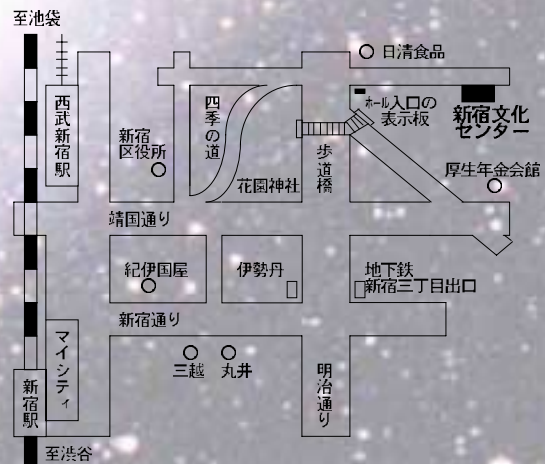 至池袋
日清食品
西武新宿駅
四季の道
ホール入口の
表示板
新宿文化
センター
新宿
区役所
歩道橋
厚生年金会館
花園神社
靖国通り
紀伊国屋
伊勢丹
地下鉄
新宿三丁目出口
新宿通り
マイシティ
三越
丸井
明治通り
新宿駅
至渋谷